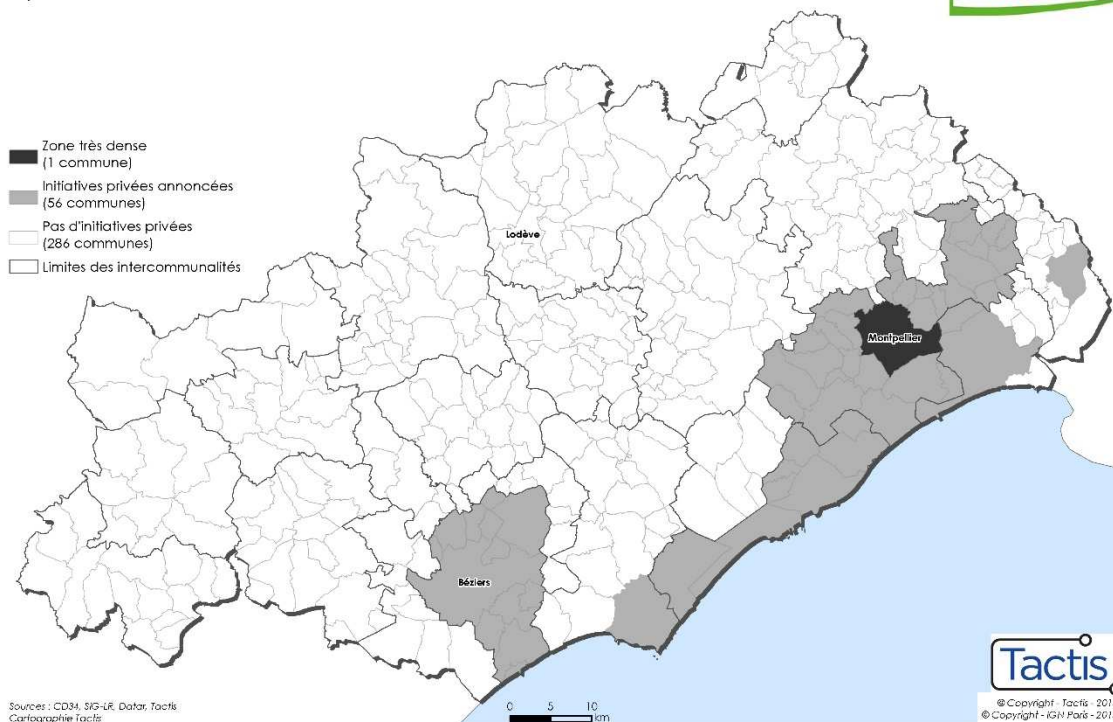 Zone très dense
(1 commune)
Initiatives privées annoncées
(56 communes)
Pas d'initiatives privées
(286 communes)
Limites des intercommunalités
Lodève
Montpellier
Béziers
Sources : CD34, SIG-LR, Datar, Tactis
Cartographie Tactis
0 5 10
km
Tactis
@ Copyright - Tactis - 201
© Copyright - IGN Paris - 201